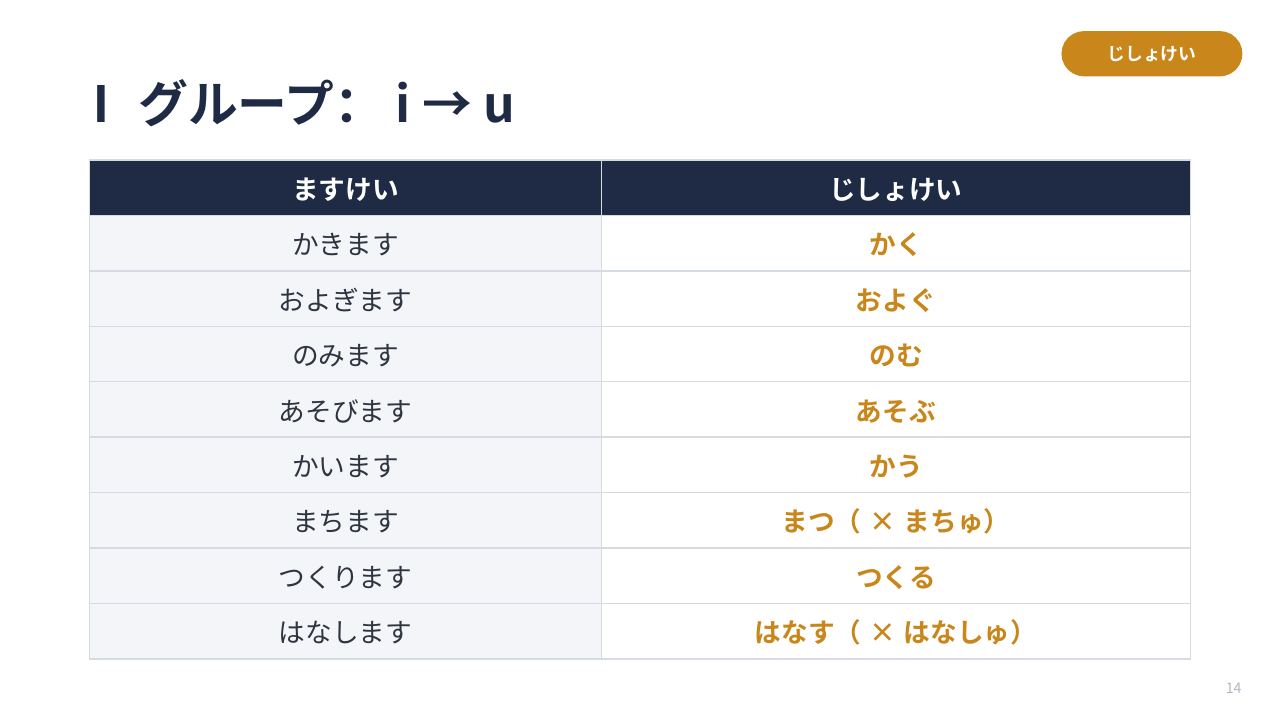 じしょけい
I グループ： i → u
ますけい じしょけい
かきます かく
およぎます およぐ
のみます のむ
あそびます あそぶ
かいます かう
まちます まつ（ × まちゅ）
つくります つくる
はなします はなす（ × はなしゅ）
14